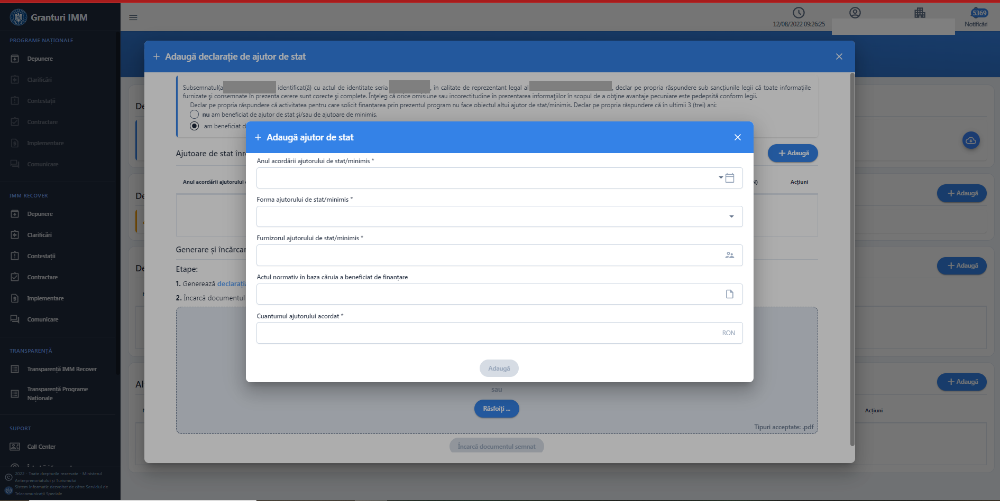 Granturi IMM
12/08/2022 09:26:25
5369
Notificări
PROGRAME NAȚIONALE
Depunere
Clarificări
Contestații
Contractare
Implementare
Comunicare
IMM RECOVER
Depunere
Clarificări
Contestații
Contractare
Implementare
Comunicare
TRANSPARENȚĂ
Transparență IMM Recover
Transparență Programe
Naționale
SUPORT
Call Center
2022 - Toate drepturile rezervate - Ministerul
Antreprenoriatului și Turismului
Sistem informatic dezvoltat de către Serviciul de
Telecomunicații Speciale
Adaugă declarație de ajutor de stat
Subsemnatul(a identificat(ă) cu actul de identitate seria , în calitate de reprezentant legal al , declar pe propria răspundere sub sancțiunile legii că toate informațiile
furnizate şi consemnate în prezenta cerere sunt corecte şi complete. Înţeleg că orice omisiune sau incorectitudine în prezentarea informaţiilor în scopul de a obţine avantaje pecuniare este pedepsită conform legii.
Declar pe propria răspundere că activitatea pentru care solicit finanțarea prin prezentul program nu face obiectul altui ajutor de stat/minimis. Declar pe propria răspundere că în ultimii 3 (trei) ani:
nu am beneficiat de ajutor de stat și/sau de ajutoare de minimis.
am beneficiat d
Ajutoare de stat înr
Adaugă
Anul acordării ajutorului
N)
Acțiuni
Generare și încărcar
Etape:
1. Generează declarați
2. Încarcă documentul
sau
Răsfoiți ...
Tipuri acceptate: .pdf
Încarcă documentul semnat
Adaugă ajutor de stat
Anul acordării ajutorului de stat/minimis *
Forma ajutorului de stat/minimis *
Furnizorul ajutorului de stat/minimis *
Actul normativ în baza căruia a beneficiat de finanțare
Cuantumul ajutorului acordat *
RON
Adaugă
De
De
Adaugă
De
Adaugă
Al
Adaugă
Acțiuni